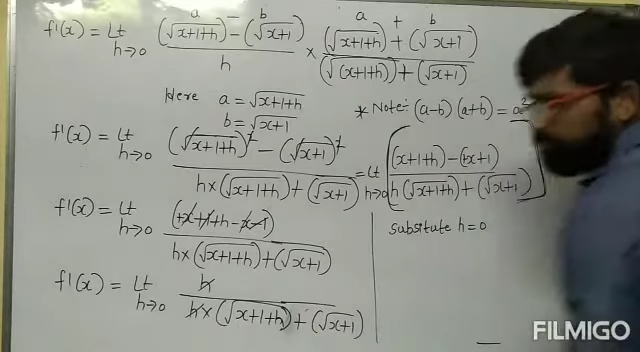 a − b a + b
f'(x) = Lt h→0 (√x+1+h) − (√x+1) / h × (√x+1+h) + (√x+1) / (√(x+1+h)) + (√x+1)
Here a = √x+1+h
b = √x+1
* Note:- (a−b) (a+b) = a²
f'(x) = Lt h→0 (√x+1+h)² − (√x+1)² / h×(√x+1+h) + (√x+1) = Lt h→0 (x+1+h) − (x+1) / h(√x+1+h) + (√x+1)
f'(x) = Lt h→0 (x+1+h−x−1) / h×(√x+1+h) + (√x+1)
substitute h=0
f'(x) = Lt h→0 h / h×(√x+1+h) + (√x+1)
FILMIGO